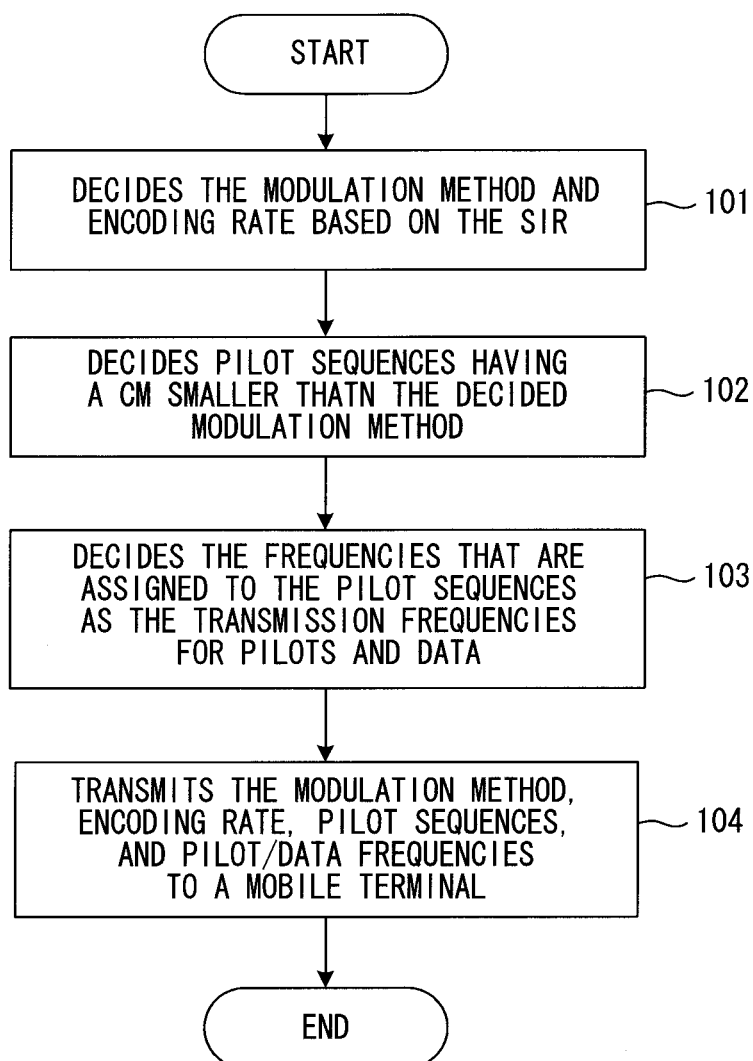 START
DECIDES THE MODULATION METHOD AND
ENCODING RATE BASED ON THE SIR
101
DECIDES PILOT SEQUENCES HAVING
A CM SMALLER THATN THE DECIDED
MODULATION METHOD
102
DECIDES THE FREQUENCIES THAT ARE
ASSIGNED TO THE PILOT SEQUENCES
AS THE TRANSMISSION FREQUENCIES
FOR PILOTS AND DATA
103
TRANSMITS THE MODULATION METHOD,
ENCODING RATE, PILOT SEQUENCES,
AND PILOT/DATA FREQUENCIES
TO A MOBILE TERMINAL
104
END